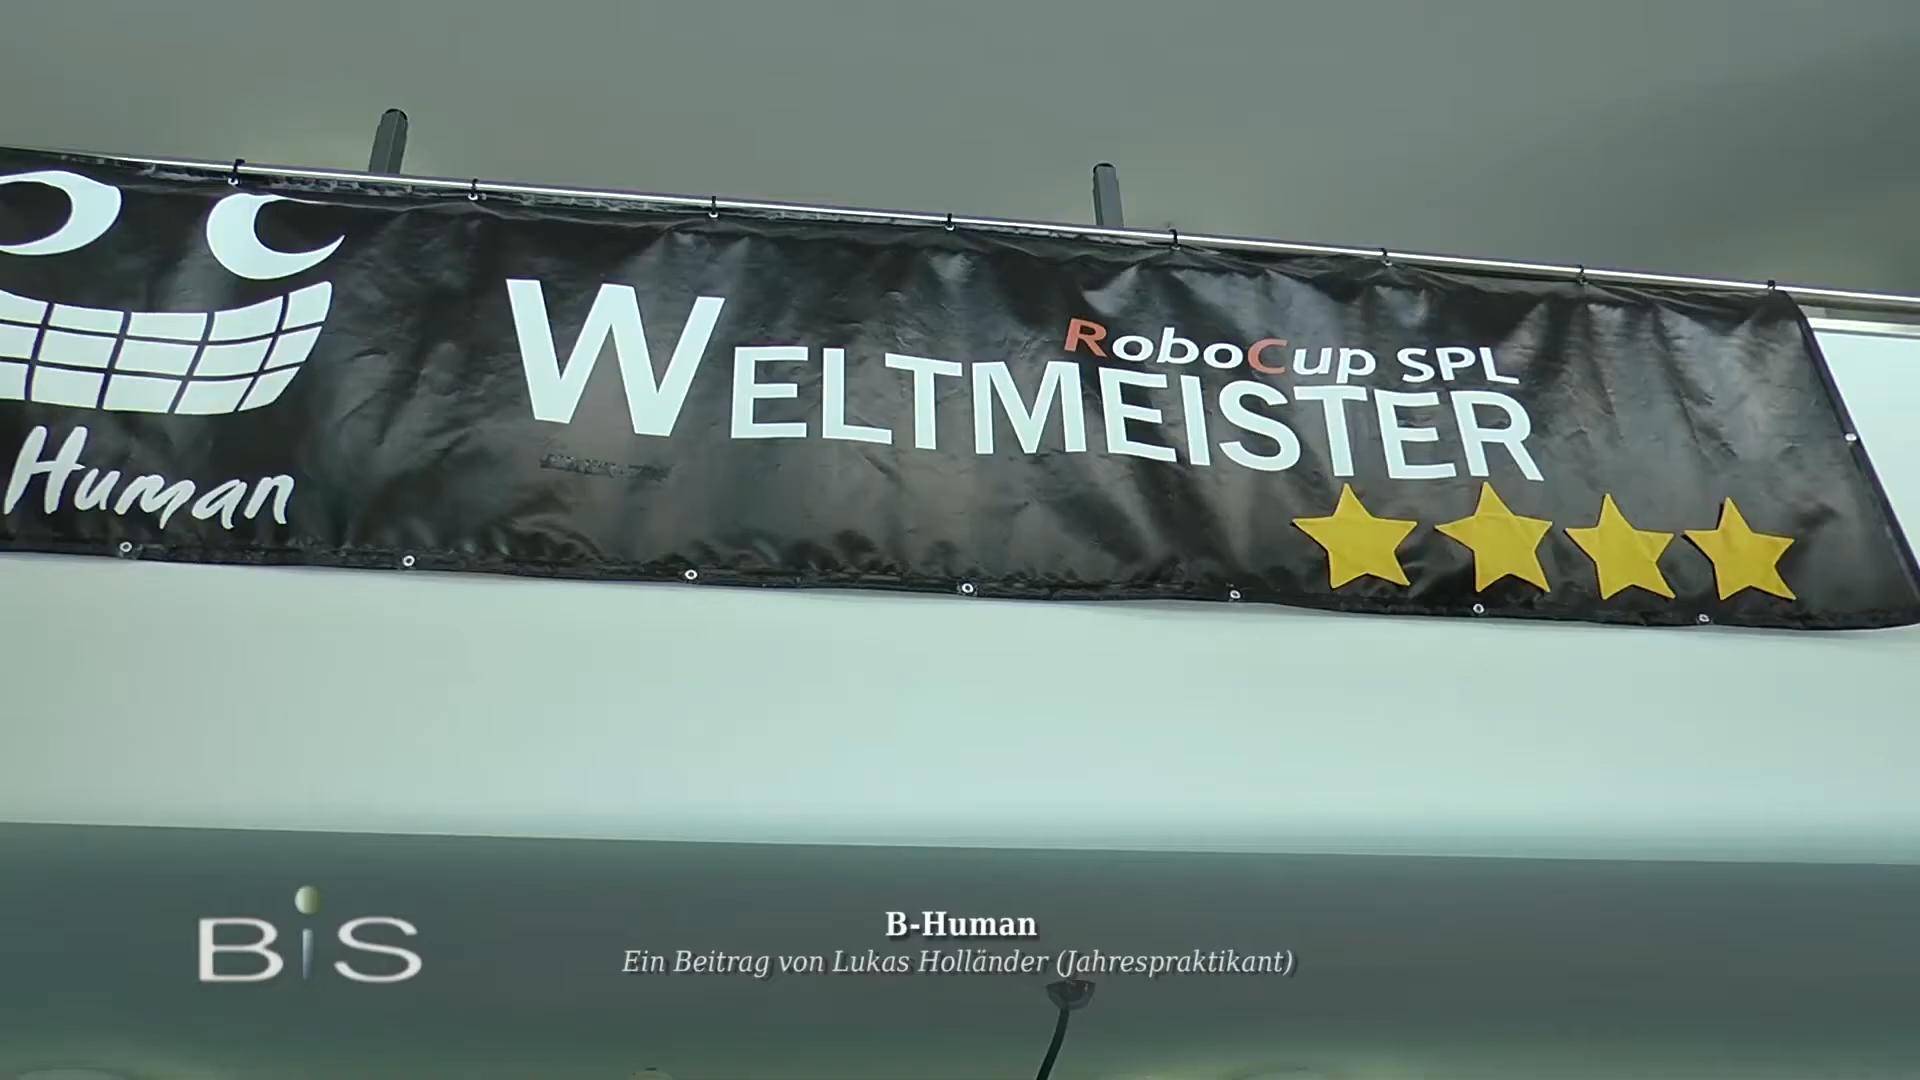 RoboCup SPL
WELTMEISTER
Human
BiS
B-Human
Ein Beitrag von Lukas Holländer (Jahrespraktikant)